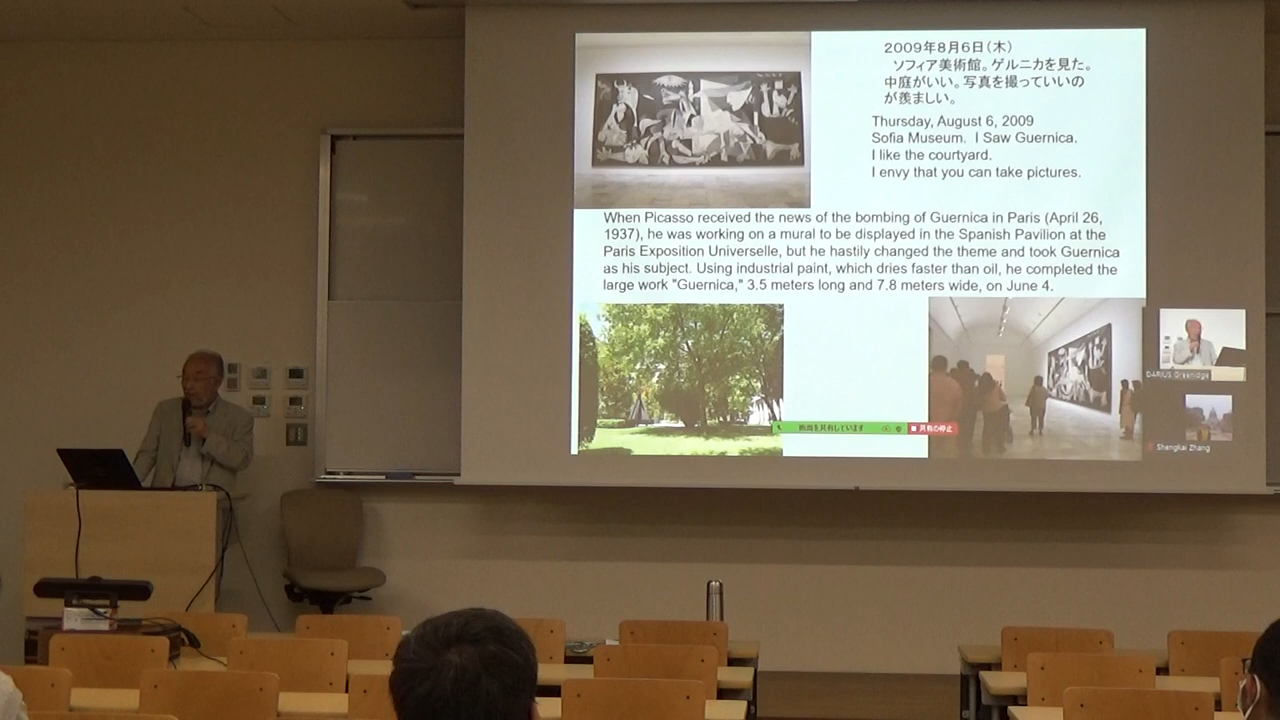 2009年8月6日(木)
ソフィア美術館。ゲルニカを見た。
中庭がいい。写真を撮っていいの
が羨ましい。
Thursday, August 6, 2009
Sofia Museum. I Saw Guernica.
I like the courtyard.
I envy that you can take pictures.
When Picasso received the news of the bombing of Guernica in Paris (April 26,
1937), he was working on a mural to be displayed in the Spanish Pavilion at the
Paris Exposition Universelle, but he hastily changed the theme and took Guernica
as his subject. Using industrial paint, which dries faster than oil, he completed the
large work "Guernica," 3.5 meters long and 7.8 meters wide, on June 4.
画面を共有しています
共有の停止
DARIUS Greenidge
Shengkai Zhang